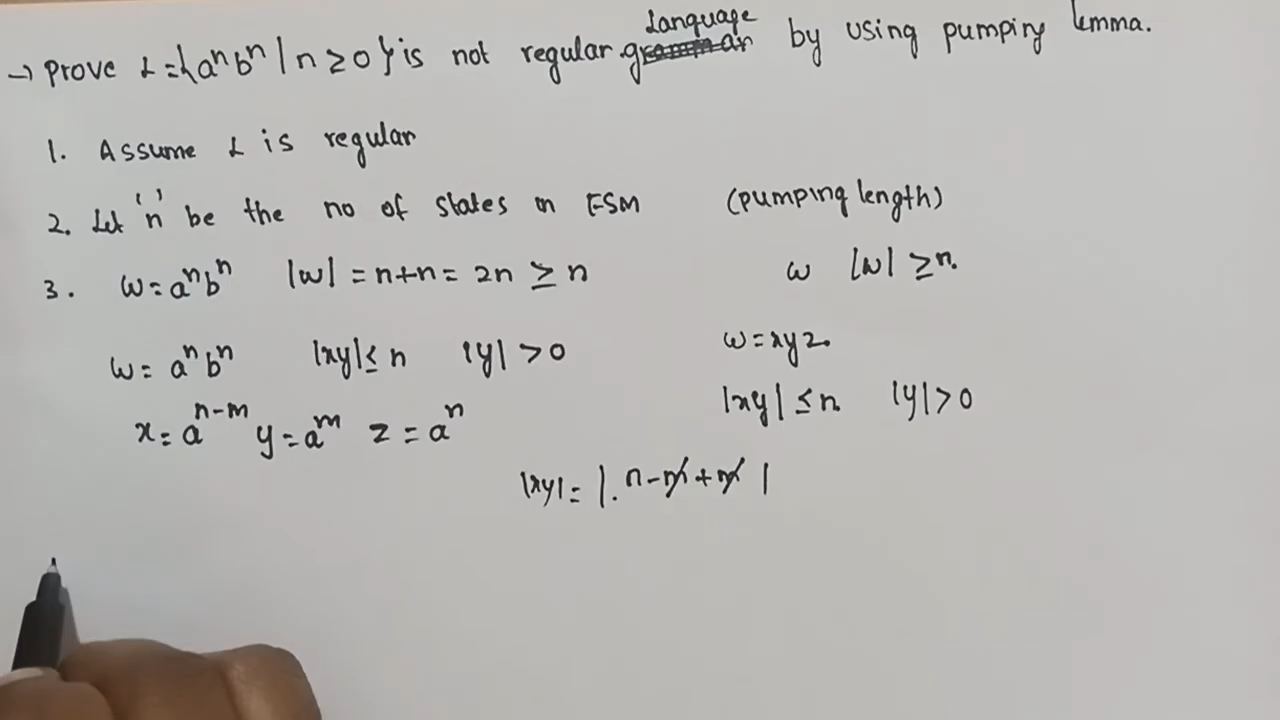 → prove L = {aⁿbⁿ | n ≥ 0} is not regular Language by using pumping lemma.
1. Assume L is regular
2. Let 'n' be the no of states in FSM (pumping length)
3. ω = aⁿbⁿ |ω| = n+n = 2n ≥ n ω |ω| ≥ n.
ω = aⁿbⁿ |xy| ≤ n |y| > 0 ω = xyz.
x = aⁿ⁻ᵐ y = aᵐ z = aⁿ |xy| ≤ n. |y| > 0
|xy| = |. n-m+m |